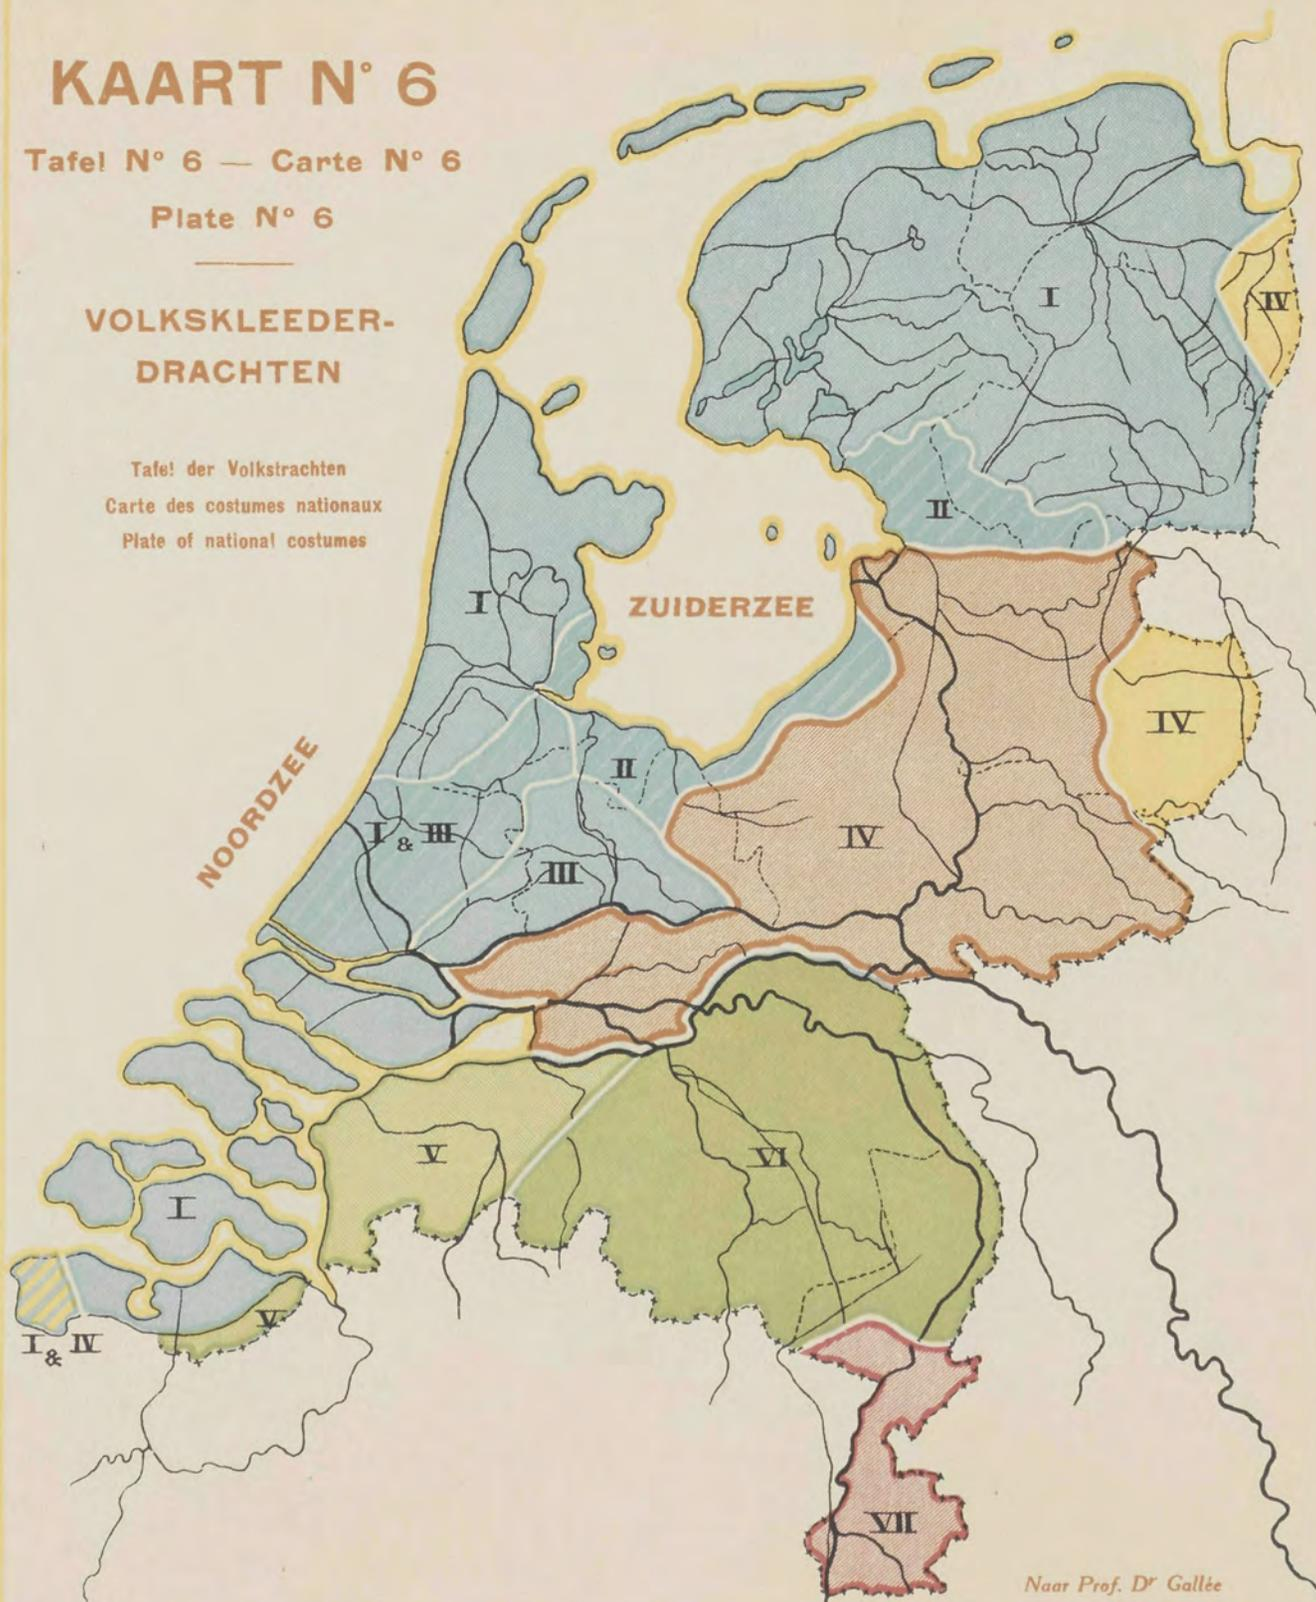 KAART N° 6
Tafel N° 6 — Carte N° 6
Plate N° 6
VOLKSKLEEDER-
DRACHTEN
Tafel der Volkstrachten
Carte des costumes nationaux
Plate of national costumes
I
IV
II
I
ZUIDERZEE
IV
NOORDZEE
II
I & III
IV
III
V
VI
I
V
I & IV
VII
Naar Prof. Dr Gallée